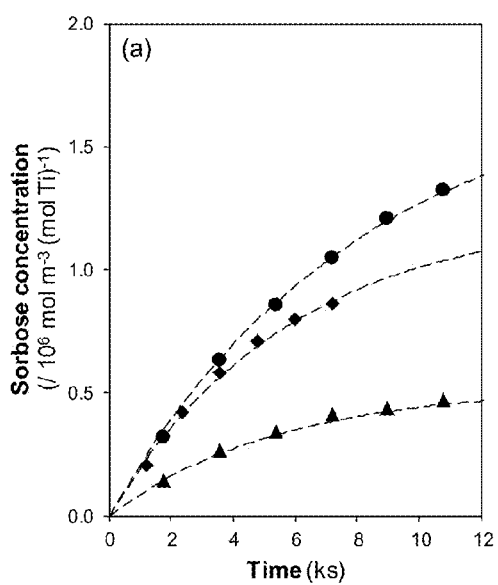 (a)
Sorbose concentration
(/ 10⁶ mol m⁻³ (mol Ti)⁻¹)
2.0
1.5
1.0
0.5
0.0
0 2 4 6 8 10 12
Time (ks)